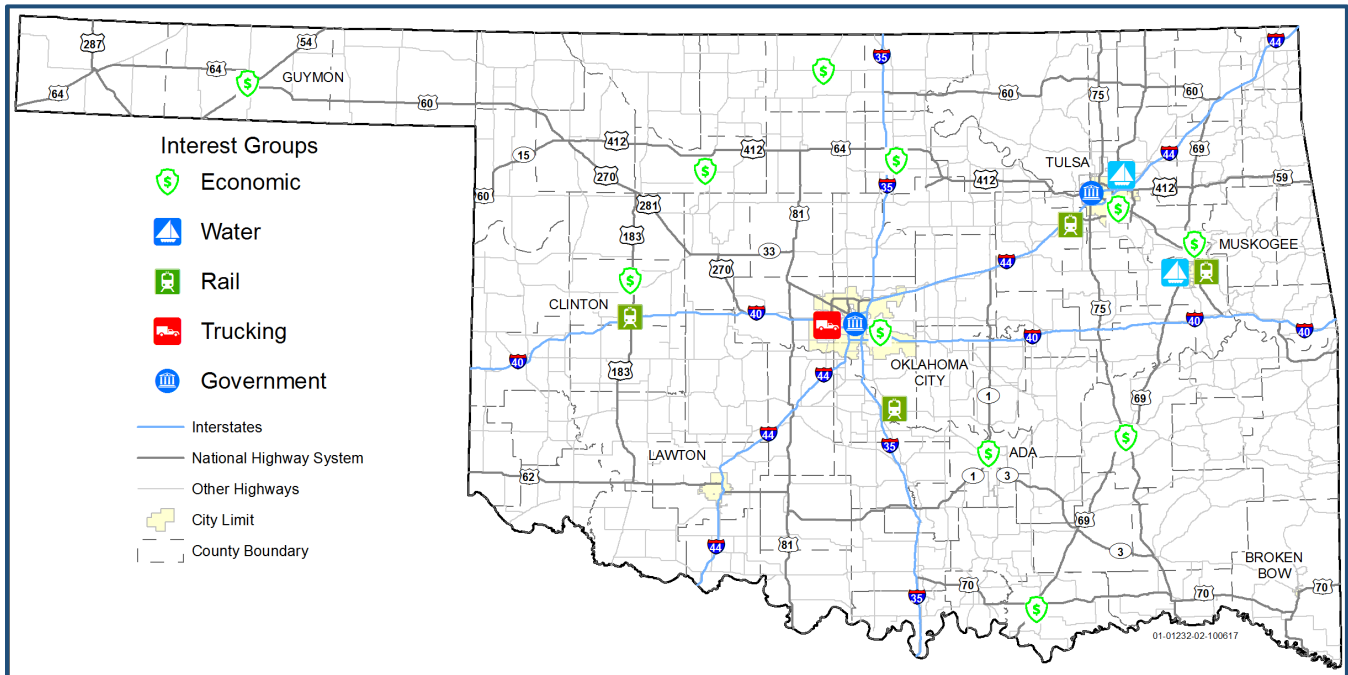 287
54
64
GUYMON
64
60
44
35
60
75
60
412
15
412
412
64
TULSA
44
69
270
35
412
412
59
60
281
81
183
33
MUSKOGEE
270
44
CLINTON
40
75
40
40
40
40
OKLAHOMA
CITY
183
44
1
69
44
LAWTON
35
ADA
62
1
3
69
44
81
3
BROKEN
BOW
35
70
70
70
01-01232-02-100617
Interest Groups
Economic
Water
Rail
Trucking
Government
Interstates
National Highway System
Other Highways
City Limit
County Boundary